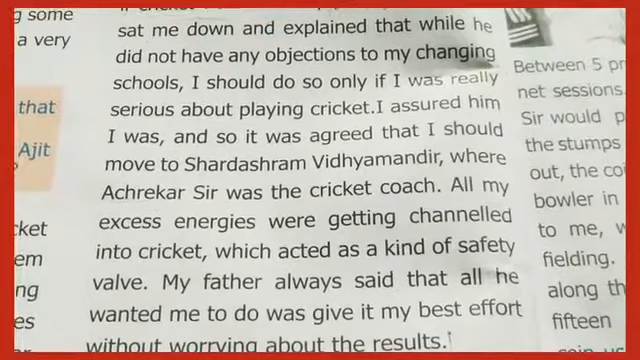 g some
a very
that
Ajit
cket
em
ng
es
sat me down and explained that while he
did not have any objections to my changing
schools, I should do so only if I was really
serious about playing cricket.I assured him
I was, and so it was agreed that I should
move to Shardashram Vidhyamandir, where
Achrekar Sir was the cricket coach. All my
excess energies were getting channelled
into cricket, which acted as a kind of safety
valve. My father always said that all he
wanted me to do was give it my best effort
without worrying about the results.
Between 5 pr
net sessions.
Sir would p
the stumps
out, the coi
bowler in
to me, w
fielding.
along th
fifteen